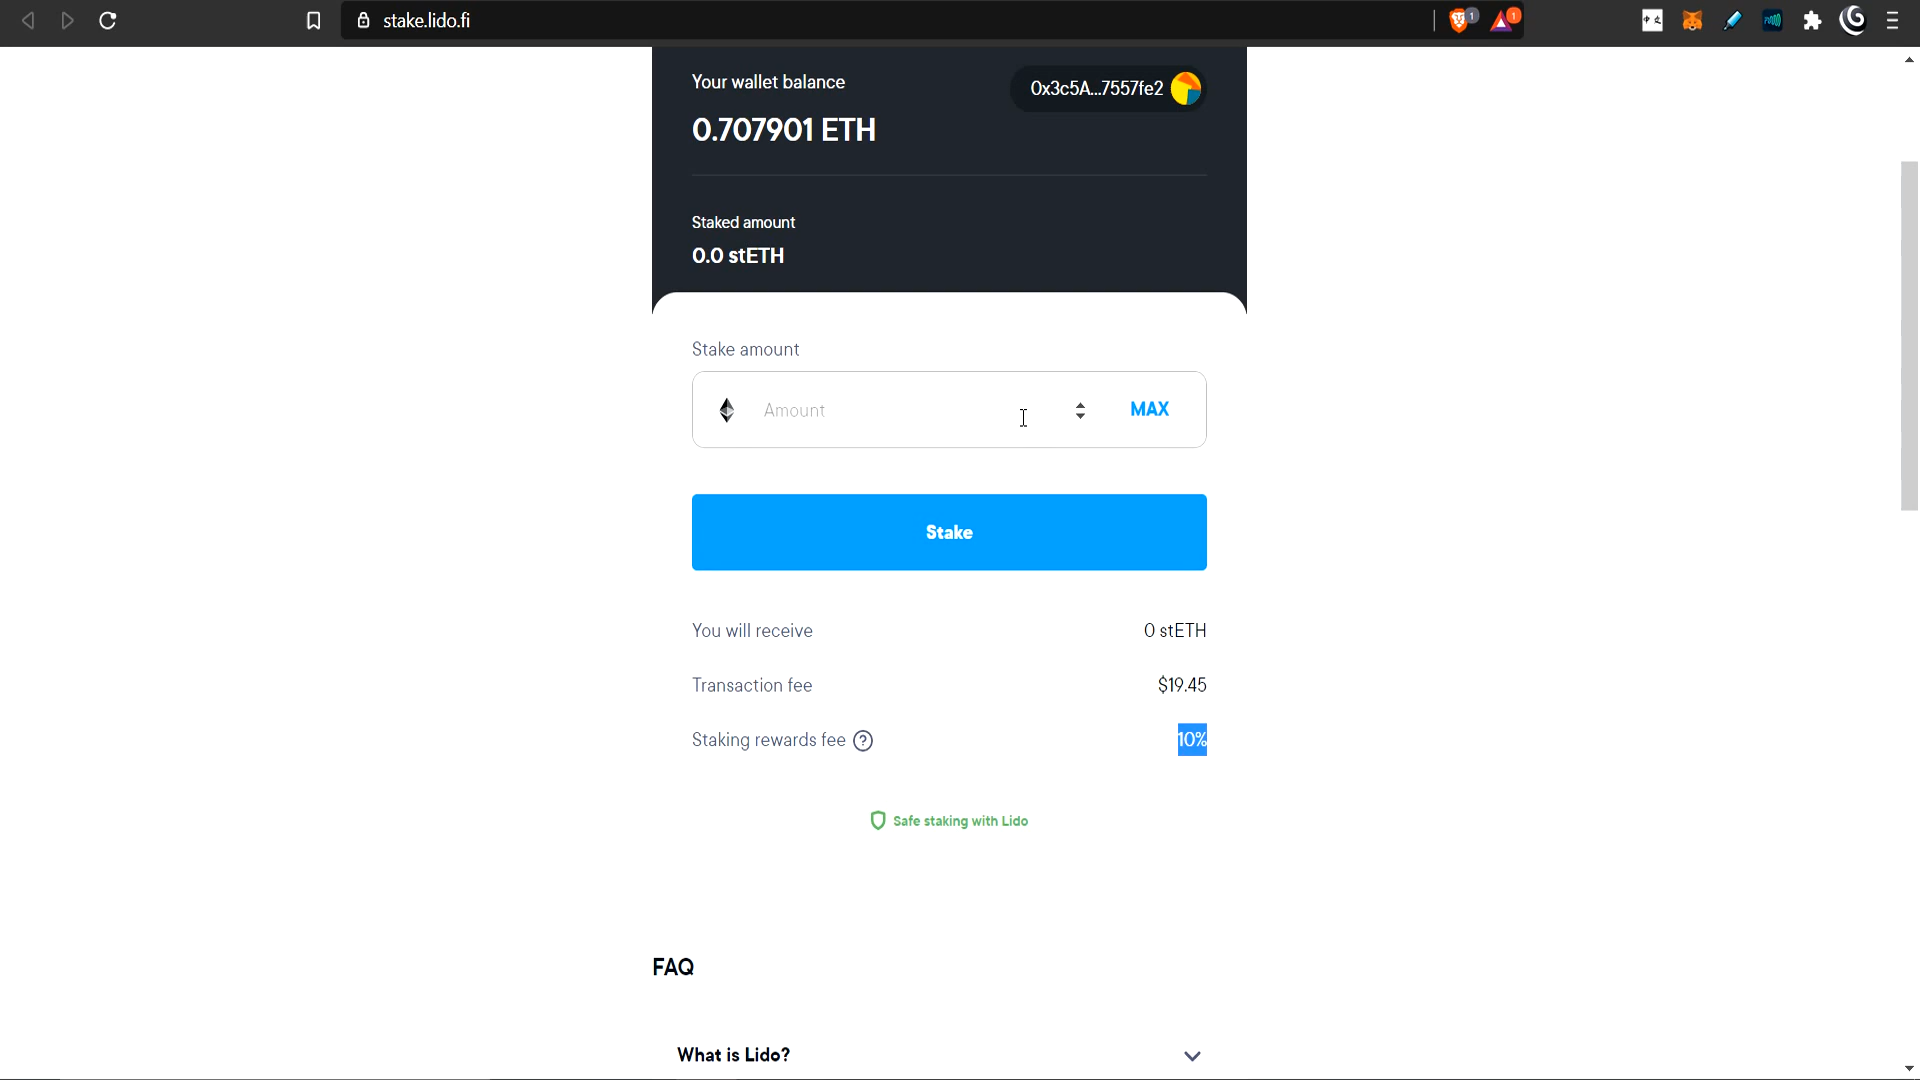 stake.lido.fi
1
1
Your wallet balance
0x3c5A...7557fe2
0.707901 ETH
Staked amount
0.0 stETH
Stake amount
Amount
MAX
Stake
You will receive
0 stETH
Transaction fee
$19.45
Staking rewards fee ?
10%
Safe staking with Lido
FAQ
What is Lido?